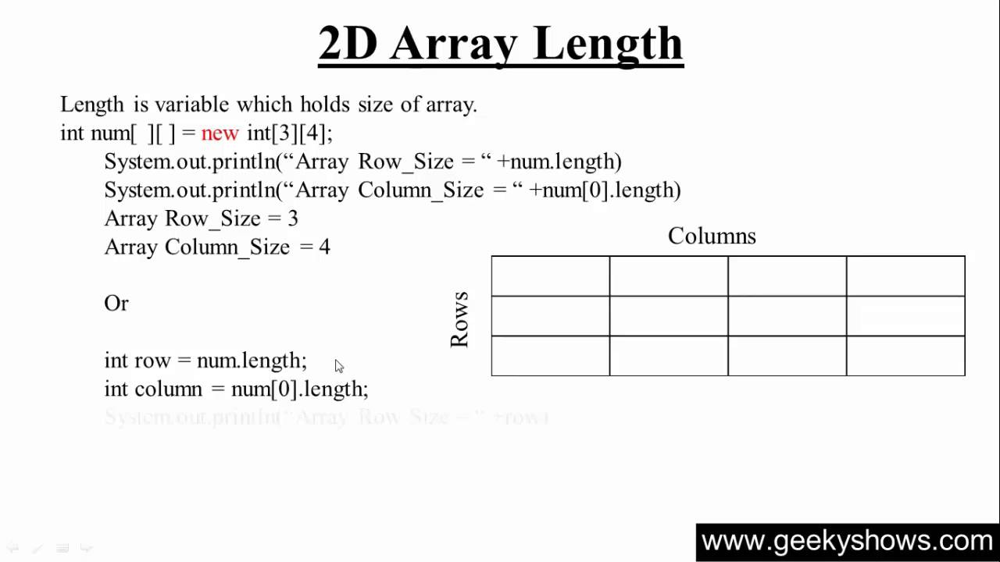 2D Array Length
Length is variable which holds size of array.
int num[ ][ ] = new int[3][4];
System.out.println(“Array Row_Size = “ +num.length)
System.out.println(“Array Column_Size = “ +num[0].length)
Array Row_Size = 3
Array Column_Size = 4
Or
int row = num.length;
int column = num[0].length;
System.out.println(“Array Row_Size = “ +row)
Columns
Rows
www.geekyshows.com